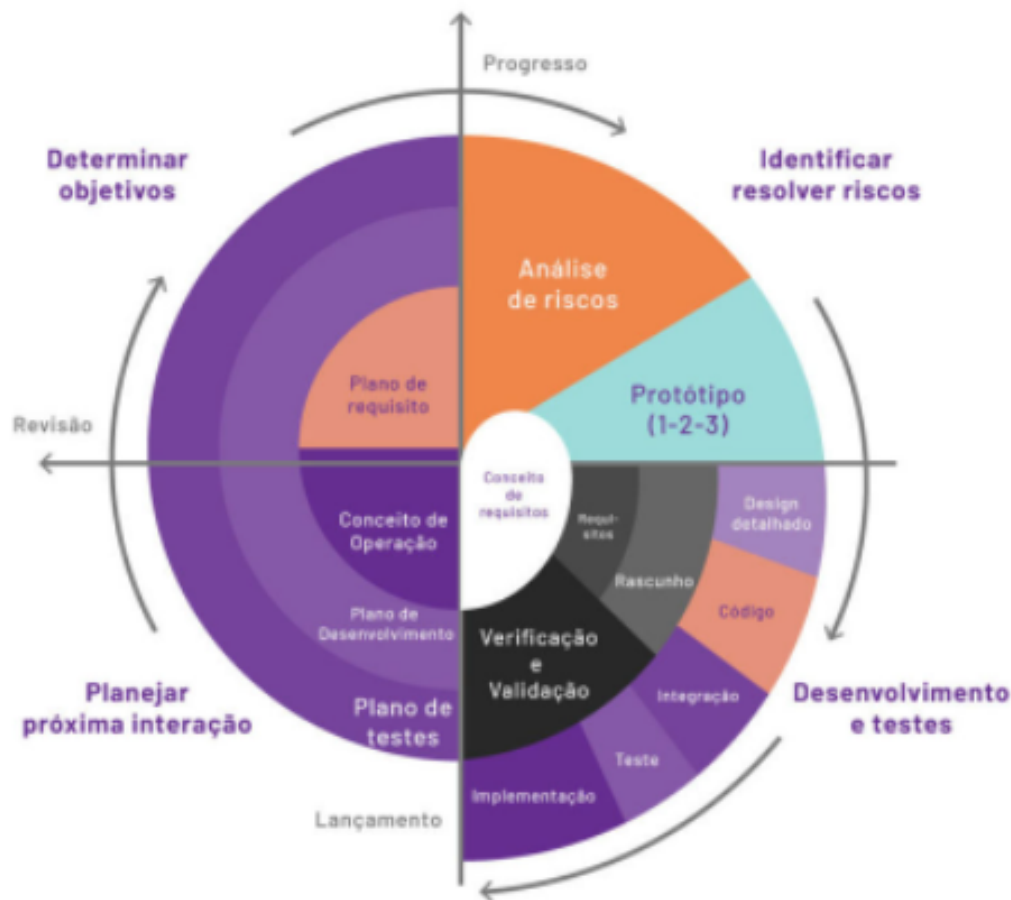 Progresso
Determinar
objetivos
Identificar
resolver riscos
Análise
de riscos
Plano de
requisito
Protótipo
(1-2-3)
Revisão
Conceito
de
requisitos
Conceito de
Operação
Requi-
sitos
Design
detalhado
Rascunho
Código
Plano de
Desenvolvimento
Verificação
e
Validação
Integração
Planejar
próxima interação
Desenvolvimento
e testes
Plano de
testes
Teste
Implementação
Lançamento